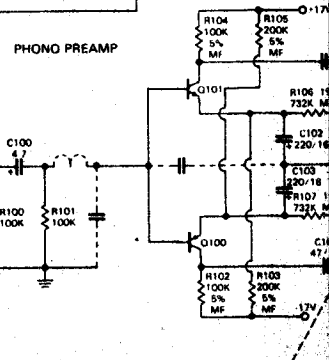 R104
100K
5%
MF
R105
200K
5%
MF
+17V
PHONO PREAMP
Q101
R106
732K
C102
220/16
C100
4.7
C103
220/16
R107
732K
R100
100K
R101
100K
Q100
R102
100K
5%
MF
R103
200K
5%
MF
47
17V